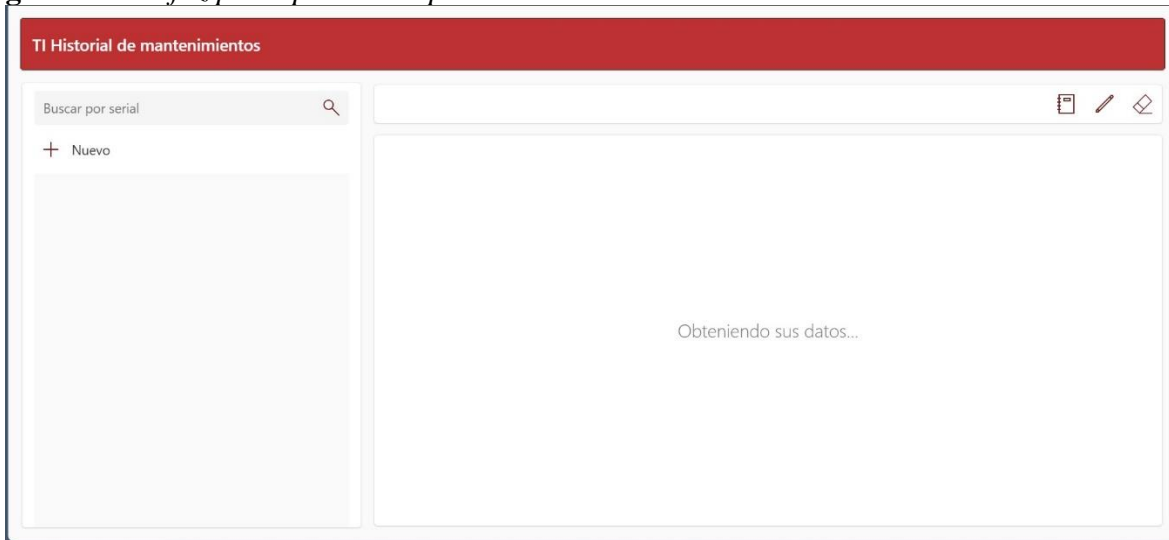 TI Historial de mantenimientos
Buscar por serial
Nuevo
Obteniendo sus datos...